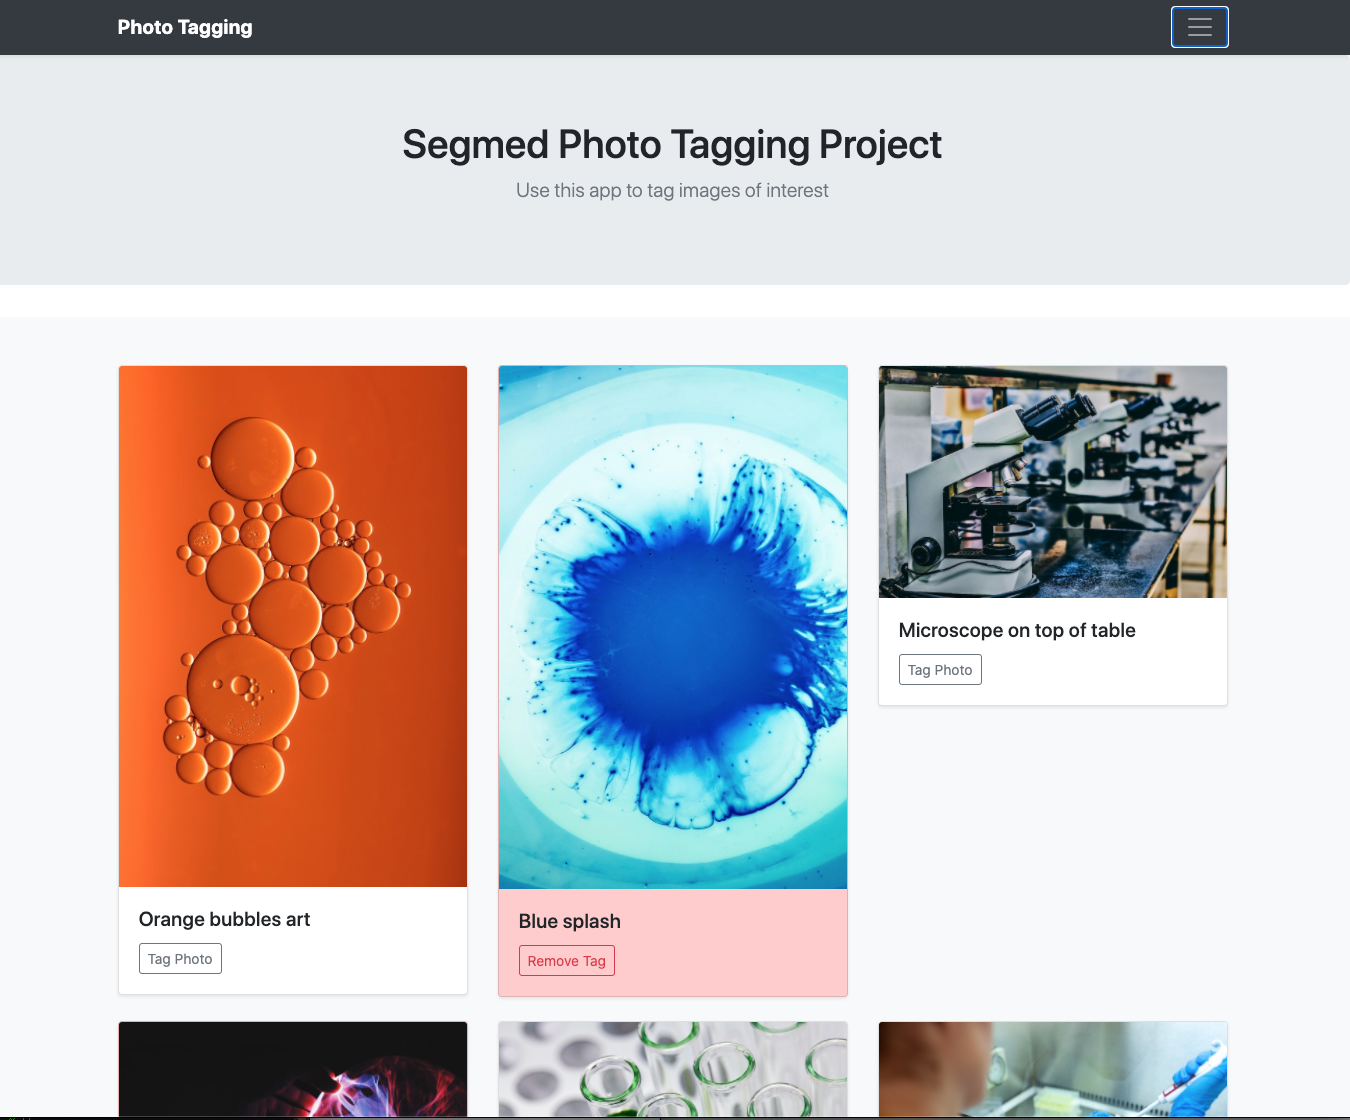 Photo Tagging
Segmed Photo Tagging Project
Use this app to tag images of interest
Orange bubbles art
Tag Photo
Blue splash
Remove Tag
Microscope on top of table
Tag Photo